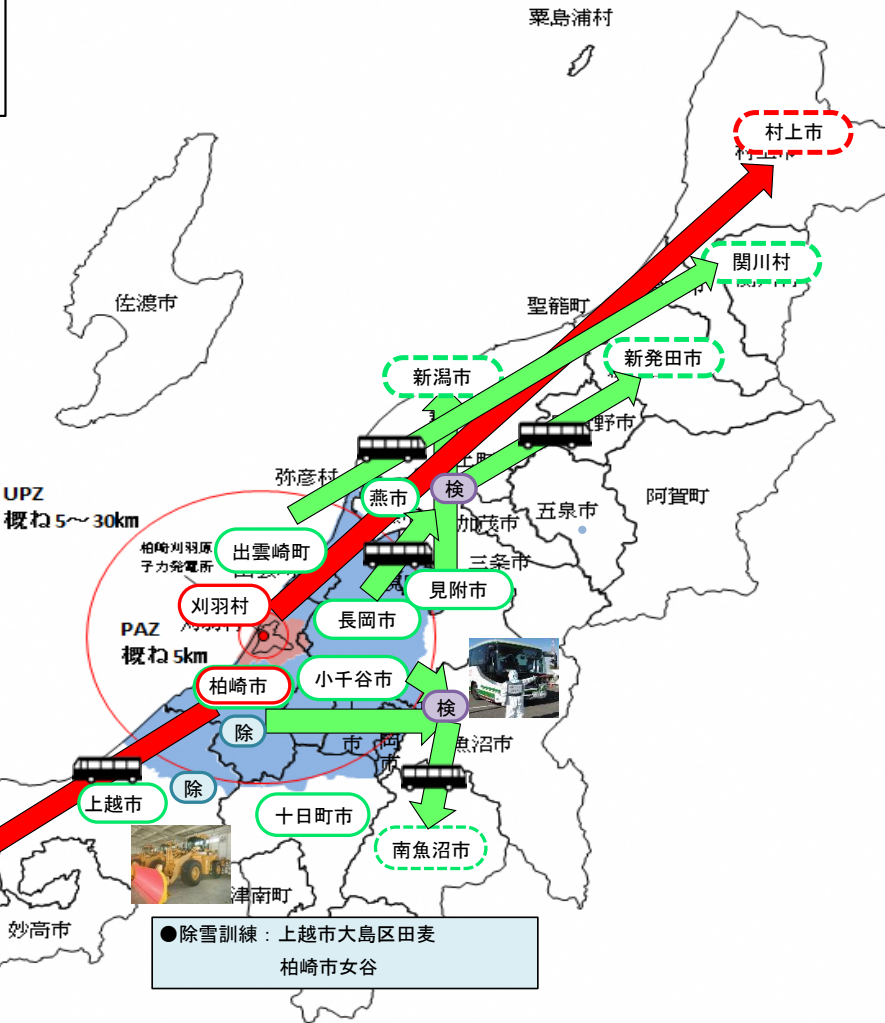 粟島浦村
村上市
関川村
佐渡市
聖籠町
新発田市
新潟市
弥彦村
燕市
検
五泉市
阿賀町
加茂市
三条市
UPZ
概ね5～30km
柏崎刈羽原
子力発電所
出雲崎町
見附市
刈羽村
長岡市
PAZ
概ね5km
小千谷市
柏崎市
検
除
魚沼市
除
上越市
十日町市
南魚沼市
津南町
妙高市
●除雪訓練：上越市大島区田麦
柏崎市女谷